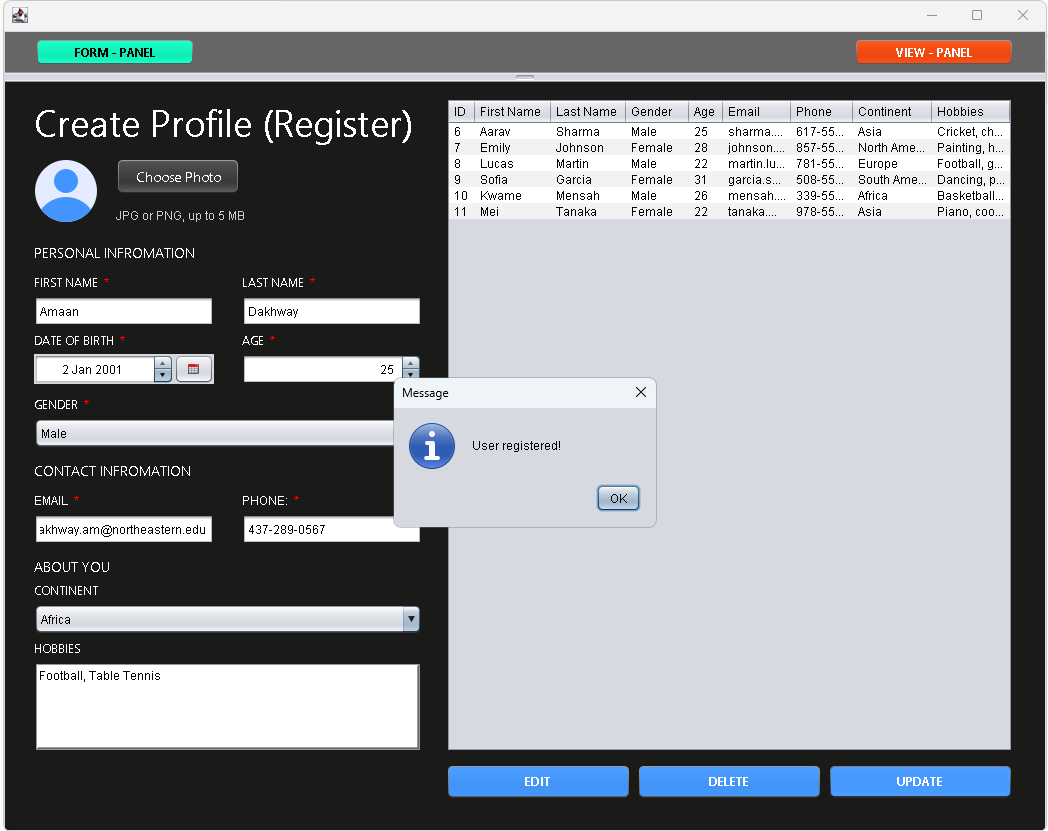 FORM - PANEL
VIEW - PANEL
Create Profile (Register)
Choose Photo
JPG or PNG, up to 5 MB
PERSONAL INFROMATION
FIRST NAME *
LAST NAME *
Amaan
Dakhway
DATE OF BIRTH *
AGE *
2 Jan 2001
25
GENDER *
Male
CONTACT INFROMATION
EMAIL *
PHONE: *
akhway.am@northeastern.edu
437-289-0567
ABOUT YOU
CONTINENT
Africa
HOBBIES
Football, Table Tennis
ID First Name Last Name Gender Age Email Phone Continent Hobbies
6 Aarav Sharma Male 25 sharma.... 617-55... Asia Cricket, ch...
7 Emily Johnson Female 28 johnson.... 857-55... North Ame... Painting, h...
8 Lucas Martin Male 22 martin.lu... 781-55... Europe Football, g...
9 Sofia Garcia Female 31 garcia.s... 508-55... South Ame... Dancing, p...
10 Kwame Mensah Male 26 mensah.... 339-55... Africa Basketball...
11 Mei Tanaka Female 22 tanaka.... 978-55... Asia Piano, coo...
Message
User registered!
OK
EDIT
DELETE
UPDATE